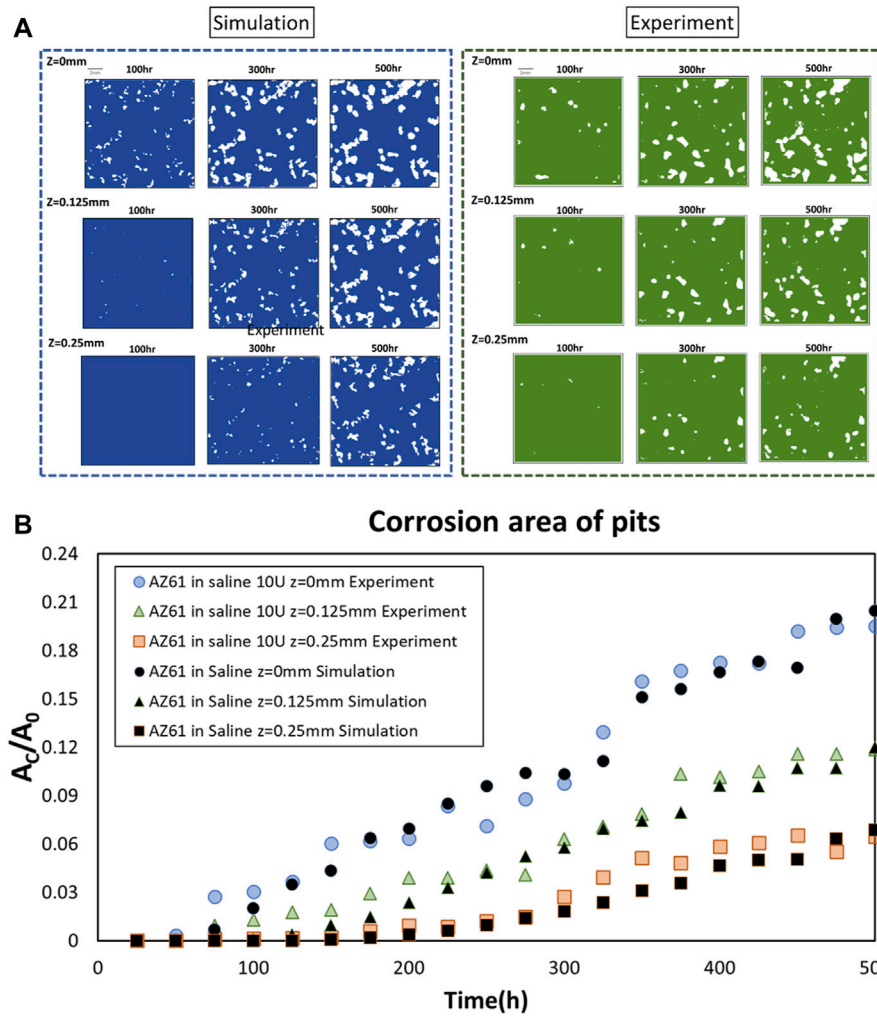 A
Simulation
Experiment
Z=0mm
2mm
100hr
300hr
500hr
Z=0.125mm
100hr
300hr
500hr
Experiment
Z=0.25mm
100hr
300hr
500hr
Z=0mm
2mm
100hr
300hr
500hr
Z=0.125mm
100hr
300hr
500hr
Z=0.25mm
100hr
300hr
500hr
B
Corrosion area of pits
AZ61 in saline 10U z=0mm Experiment
AZ61 in saline 10U z=0.125mm Experiment
AZ61 in saline 10U z=0.25mm Experiment
AZ61 in Saline z=0mm Simulation
AZ61 in Saline z=0.125mm Simulation
AZ61 in Saline z=0.25mm Simulation
0.24
0.21
0.18
0.15
0.12
0.09
0.06
0.03
0
A_C/A_0
0
100
200
300
400
50
Time(h)